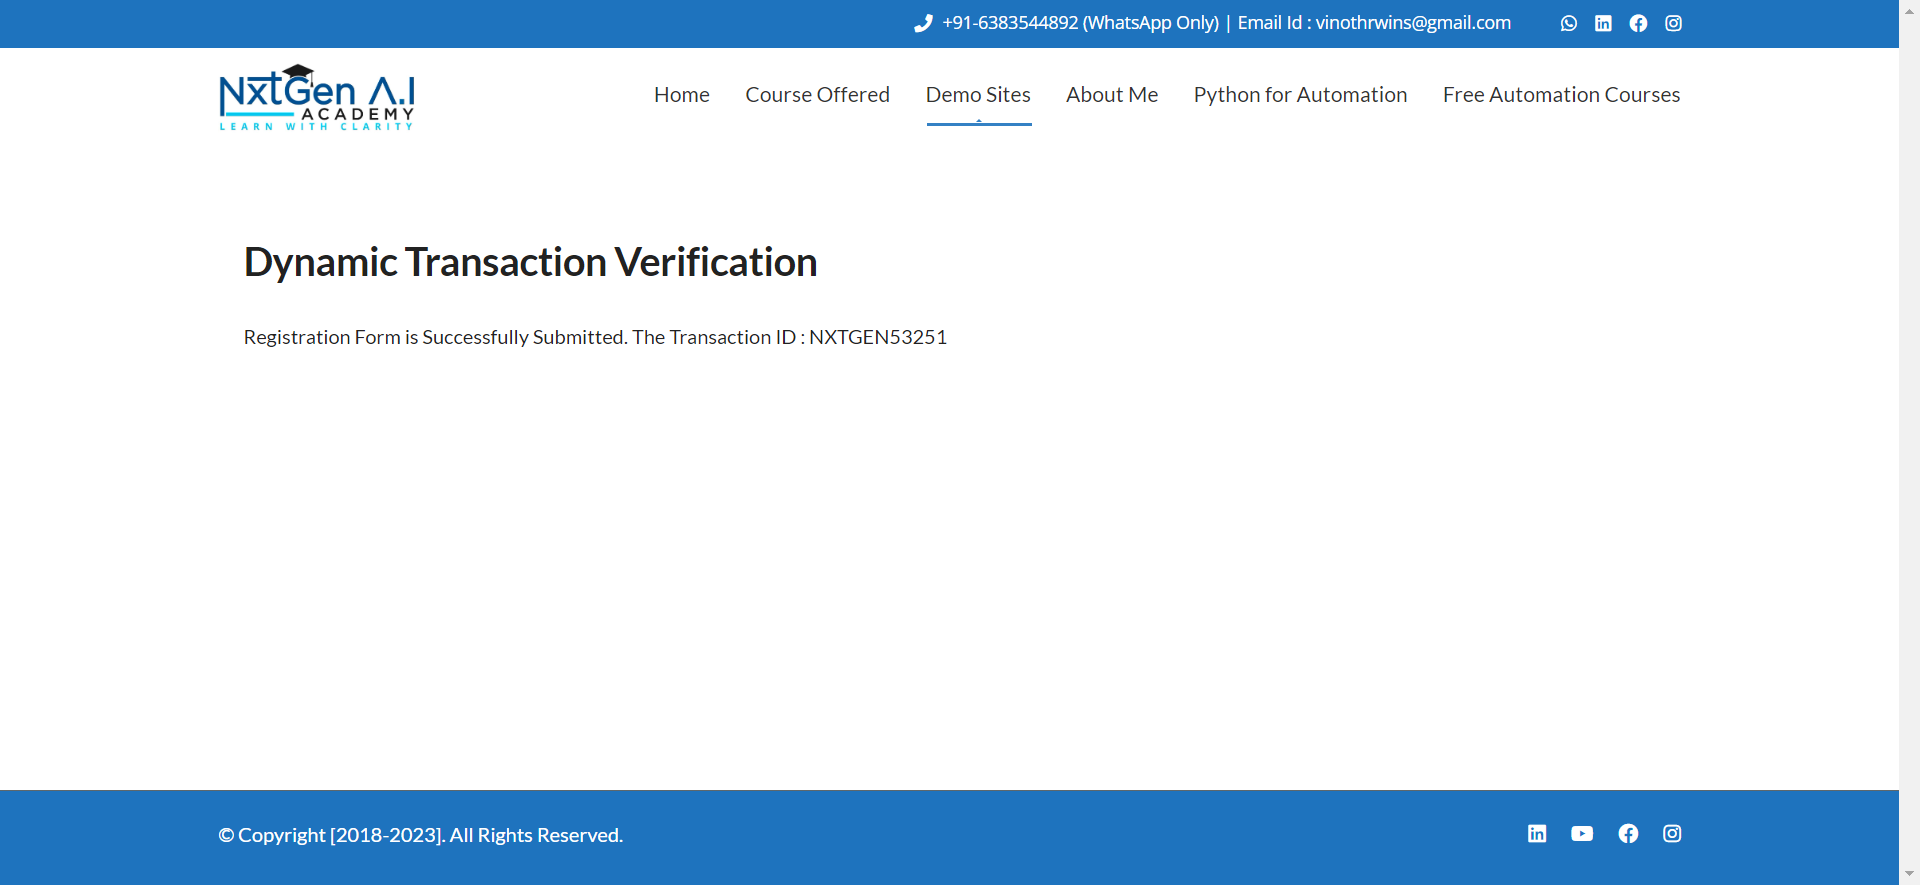 +91-6383544892 (WhatsApp Only) | Email Id : vinothrwins@gmail.com
NxtGen A.I
ACADEMY
LEARN WITH CLARITY
Home Course Offered Demo Sites About Me Python for Automation Free Automation Courses
Dynamic Transaction Verification
Registration Form is Successfully Submitted. The Transaction ID : NXTGEN53251
© Copyright [2018-2023]. All Rights Reserved.